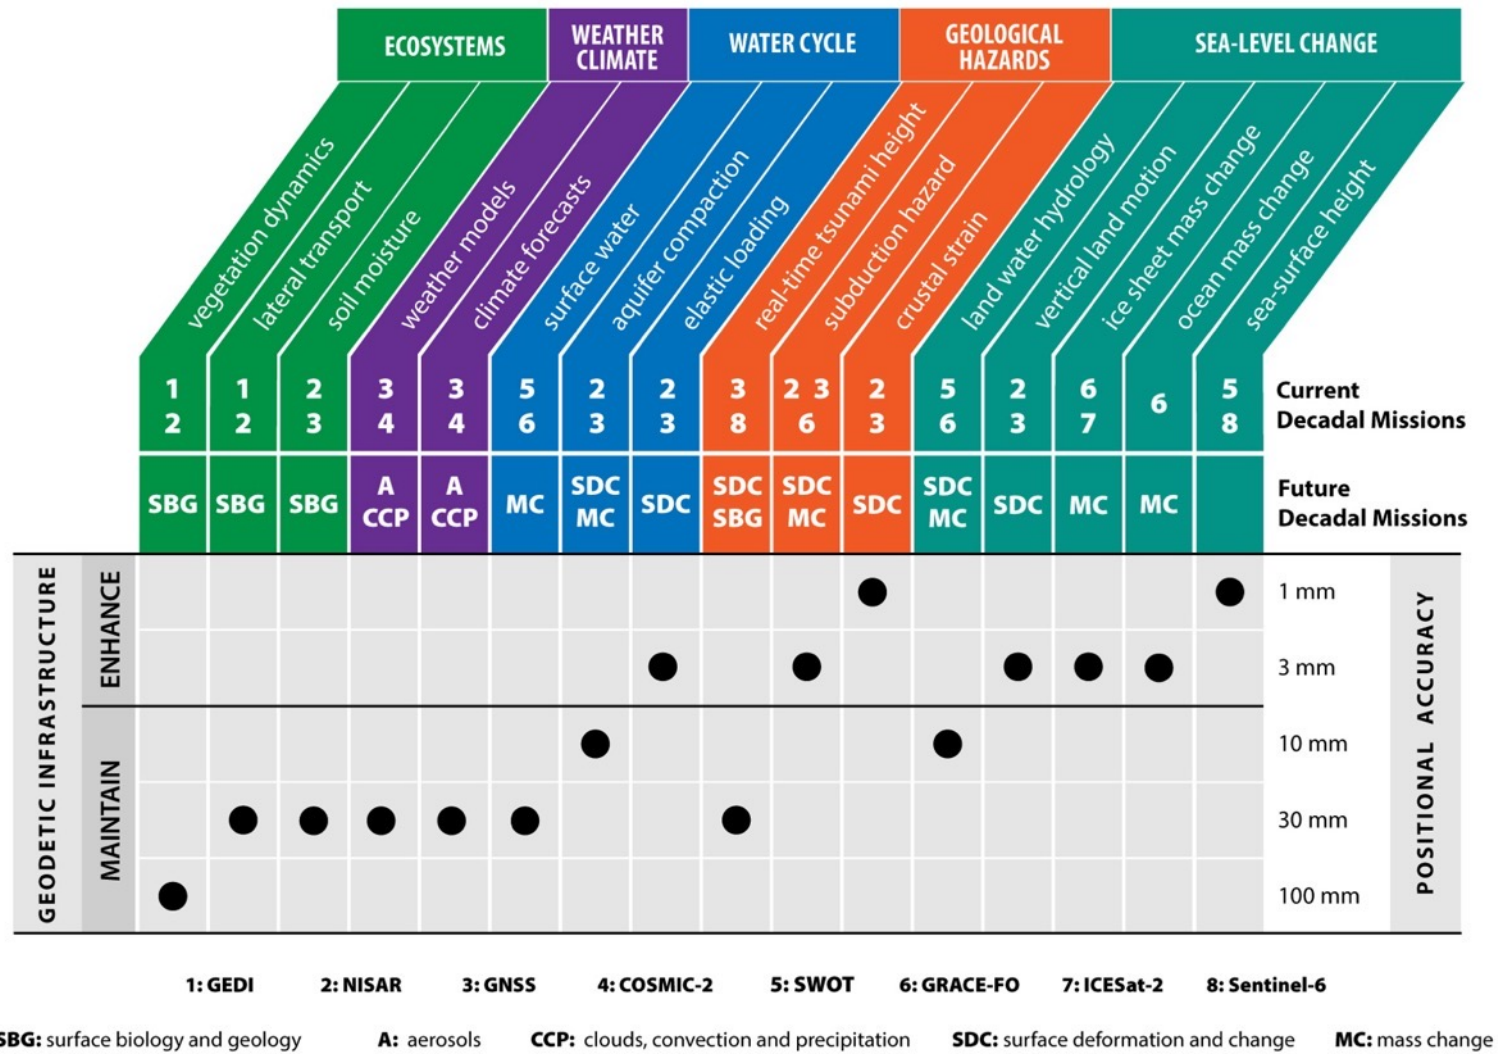 ECOSYSTEMS
WEATHER
CLIMATE
WATER CYCLE
GEOLOGICAL
HAZARDS
SEA-LEVEL CHANGE
vegetation dynamics
lateral transport
soil moisture
weather models
climate forecasts
surface water
aquifer compaction
elastic loading
real-time tsunami height
subduction hazard
crustal strain
land water hydrology
vertical land motion
ice sheet mass change
ocean mass change
sea-surface height
1 1 2 3 3 5 2 2 3 2 3 2 5 2 6 6 5
2 2 3 4 4 6 3 3 8 6 3 6 3 7 8
Current
Decadal Missions
SBG SBG SBG A CCP A CCP MC SDC MC SDC SDC SBG SDC MC SDC SDC MC SDC MC MC
Future
Decadal Missions
GEODETIC INFRASTRUCTURE
ENHANCE
MAINTAIN
1 mm
3 mm
10 mm
30 mm
100 mm
POSITIONAL ACCURACY
1: GEDI 2: NISAR 3: GNSS 4: COSMIC-2 5: SWOT 6: GRACE-FO 7: ICESat-2 8: Sentinel-6
SBG: surface biology and geology A: aerosols CCP: clouds, convection and precipitation SDC: surface deformation and change MC: mass change